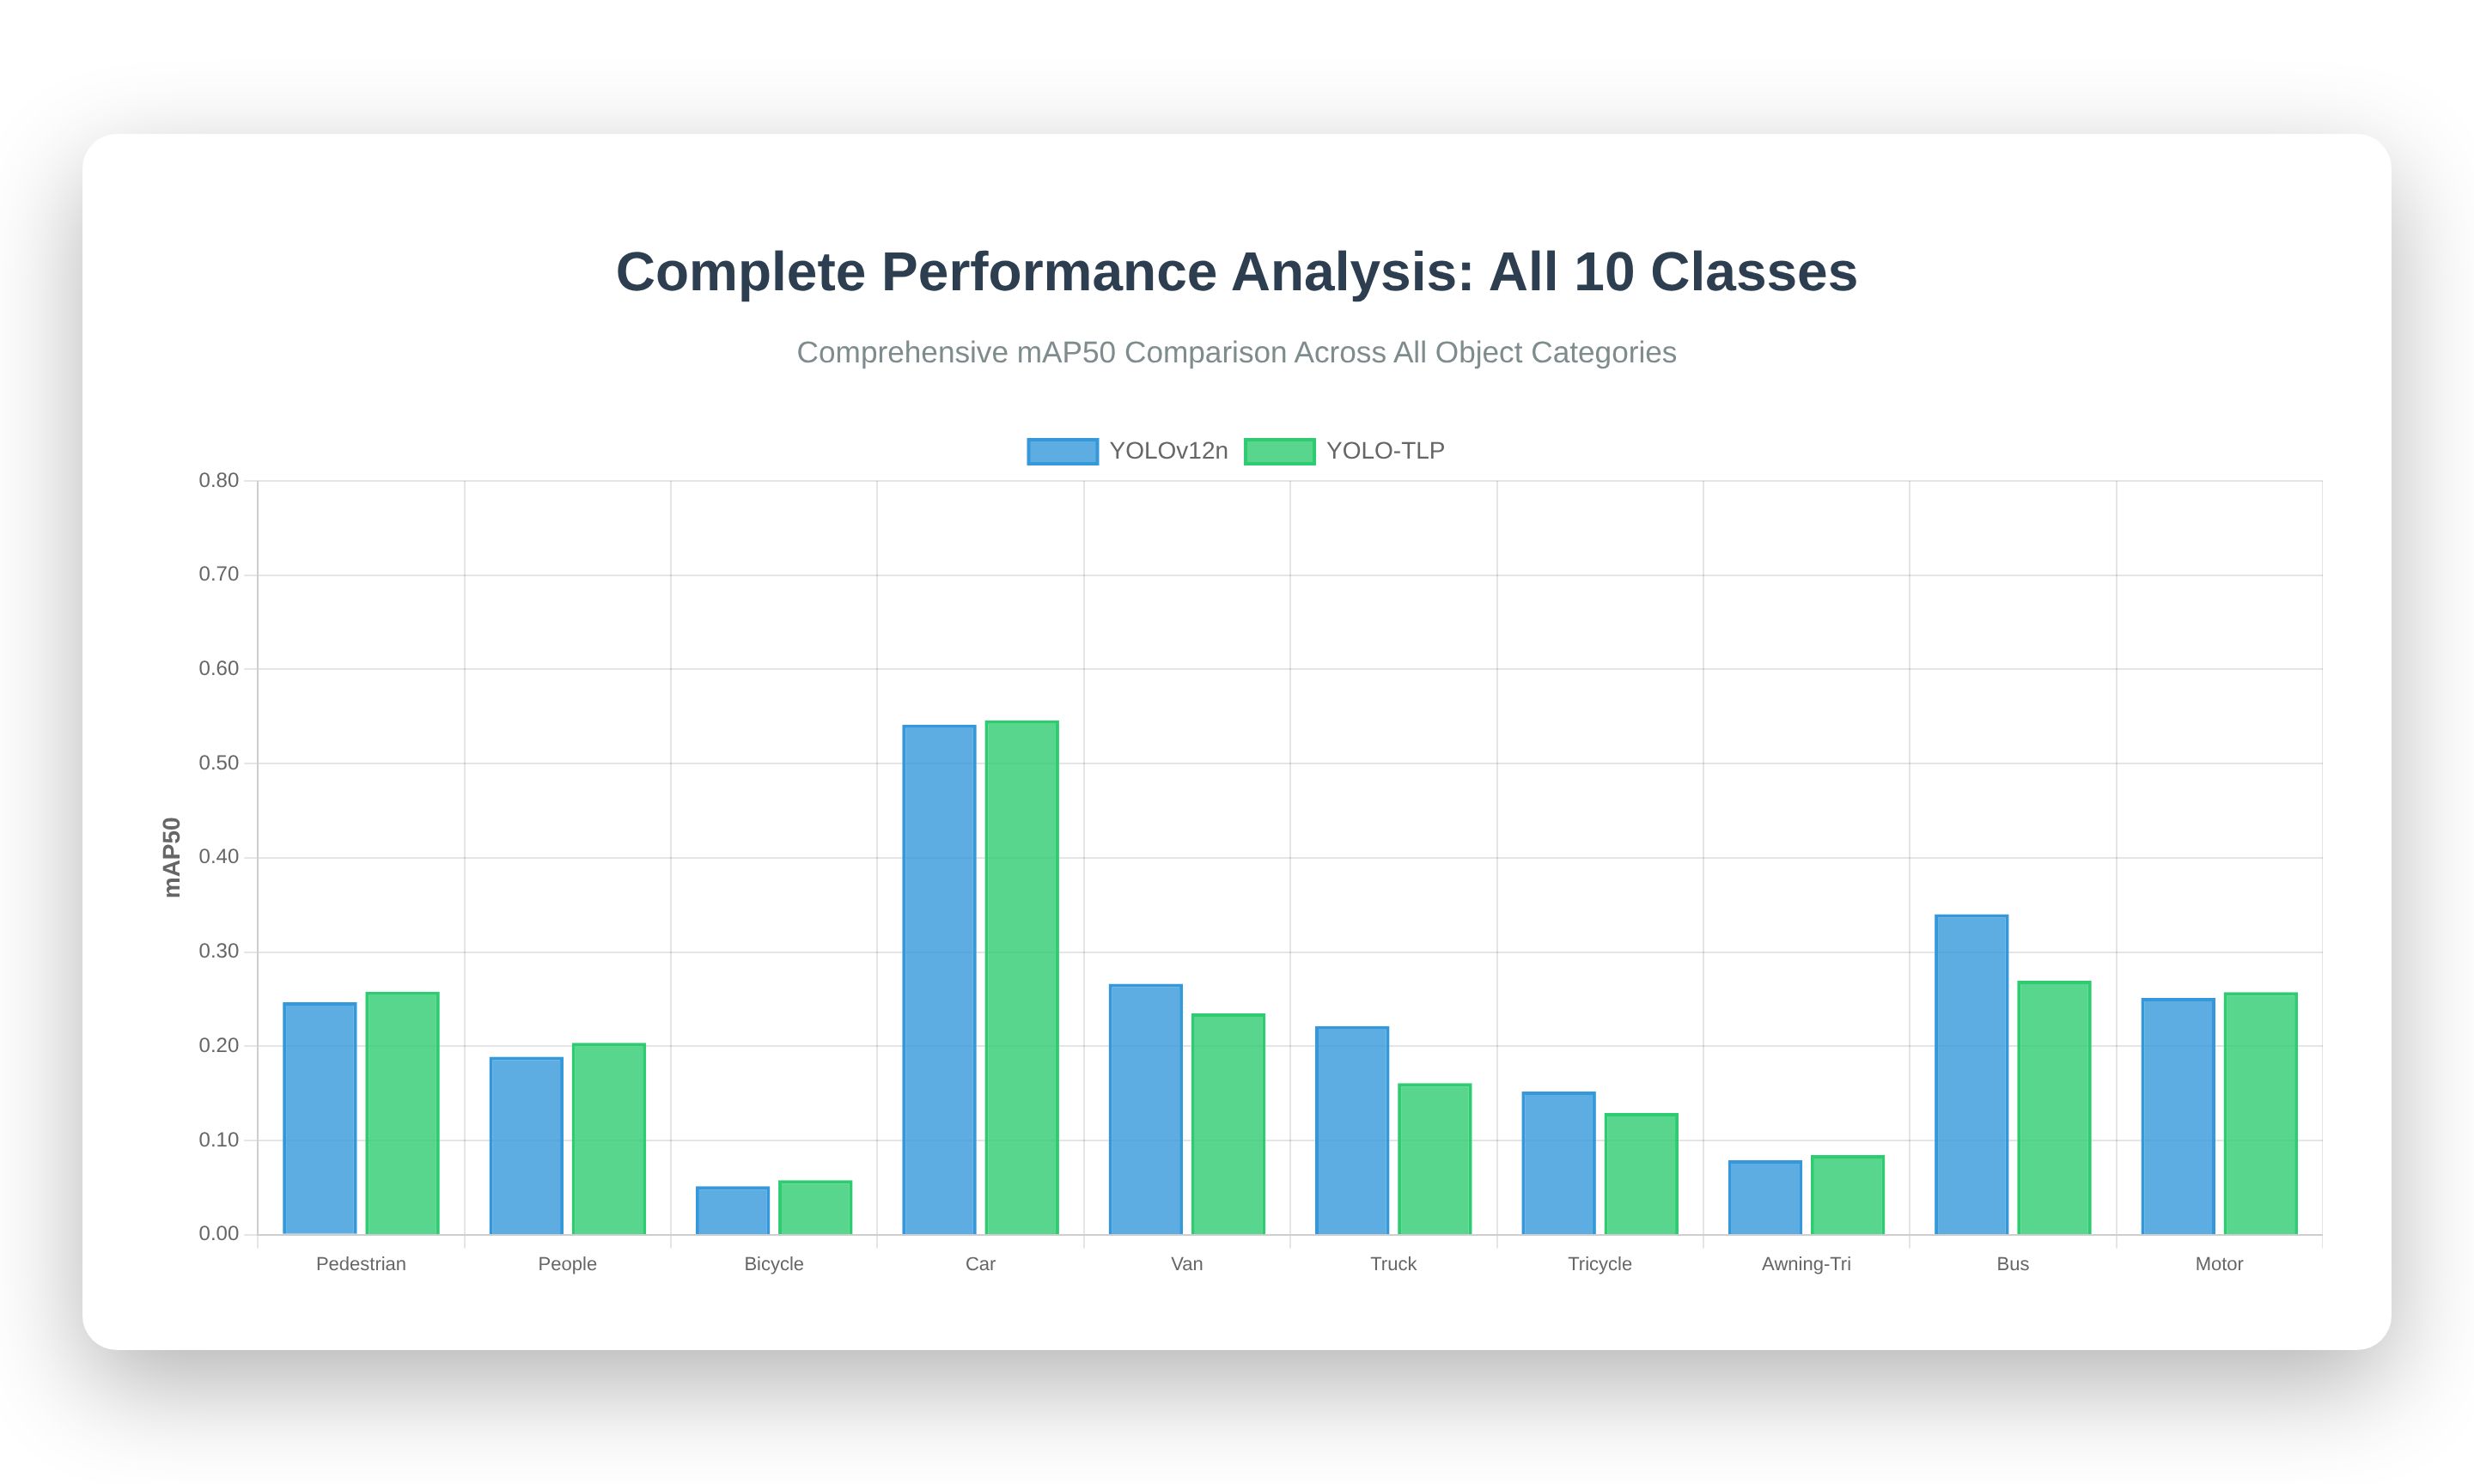 Complete Performance Analysis: All 10 Classes
Comprehensive mAP50 Comparison Across All Object Categories
YOLOv12n YOLO-TLP
0.80
0.70
0.60
0.50
0.40
0.30
0.20
0.10
0.00
mAP50
Pedestrian People Bicycle Car Van Truck Tricycle Awning-Tri Bus Motor